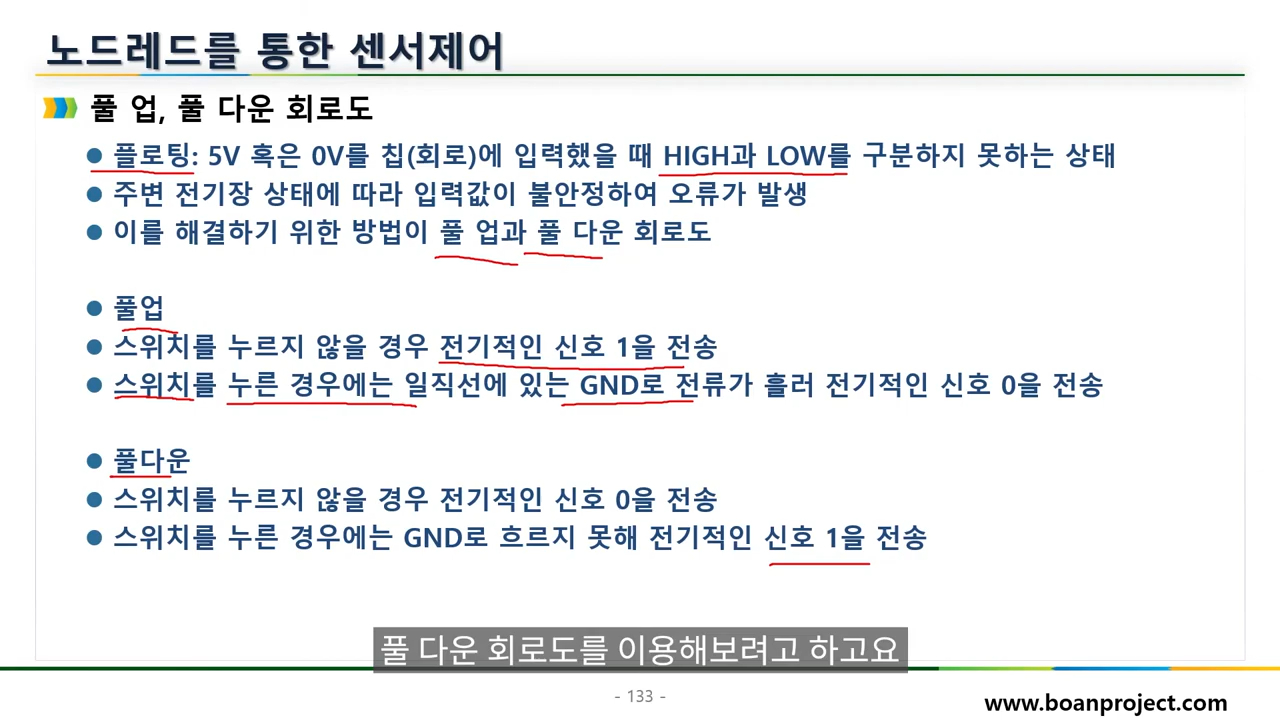 노드레드를 통한 센서제어
풀 업, 풀 다운 회로도
플로팅: 5V 혹은 0V를 칩(회로)에 입력했을 때 HIGH과 LOW를 구분하지 못하는 상태
주변 전기장 상태에 따라 입력값이 불안정하여 오류가 발생
이를 해결하기 위한 방법이 풀 업과 풀 다운 회로도
풀업
스위치를 누르지 않을 경우 전기적인 신호 1을 전송
스위치를 누른 경우에는 일직선에 있는 GND로 전류가 흘러 전기적인 신호 0을 전송
풀다운
스위치를 누르지 않을 경우 전기적인 신호 0을 전송
스위치를 누른 경우에는 GND로 흐르지 못해 전기적인 신호 1을 전송
풀 다운 회로도를 이용해보려고 하고요
- 133 -
www.boanproject.com